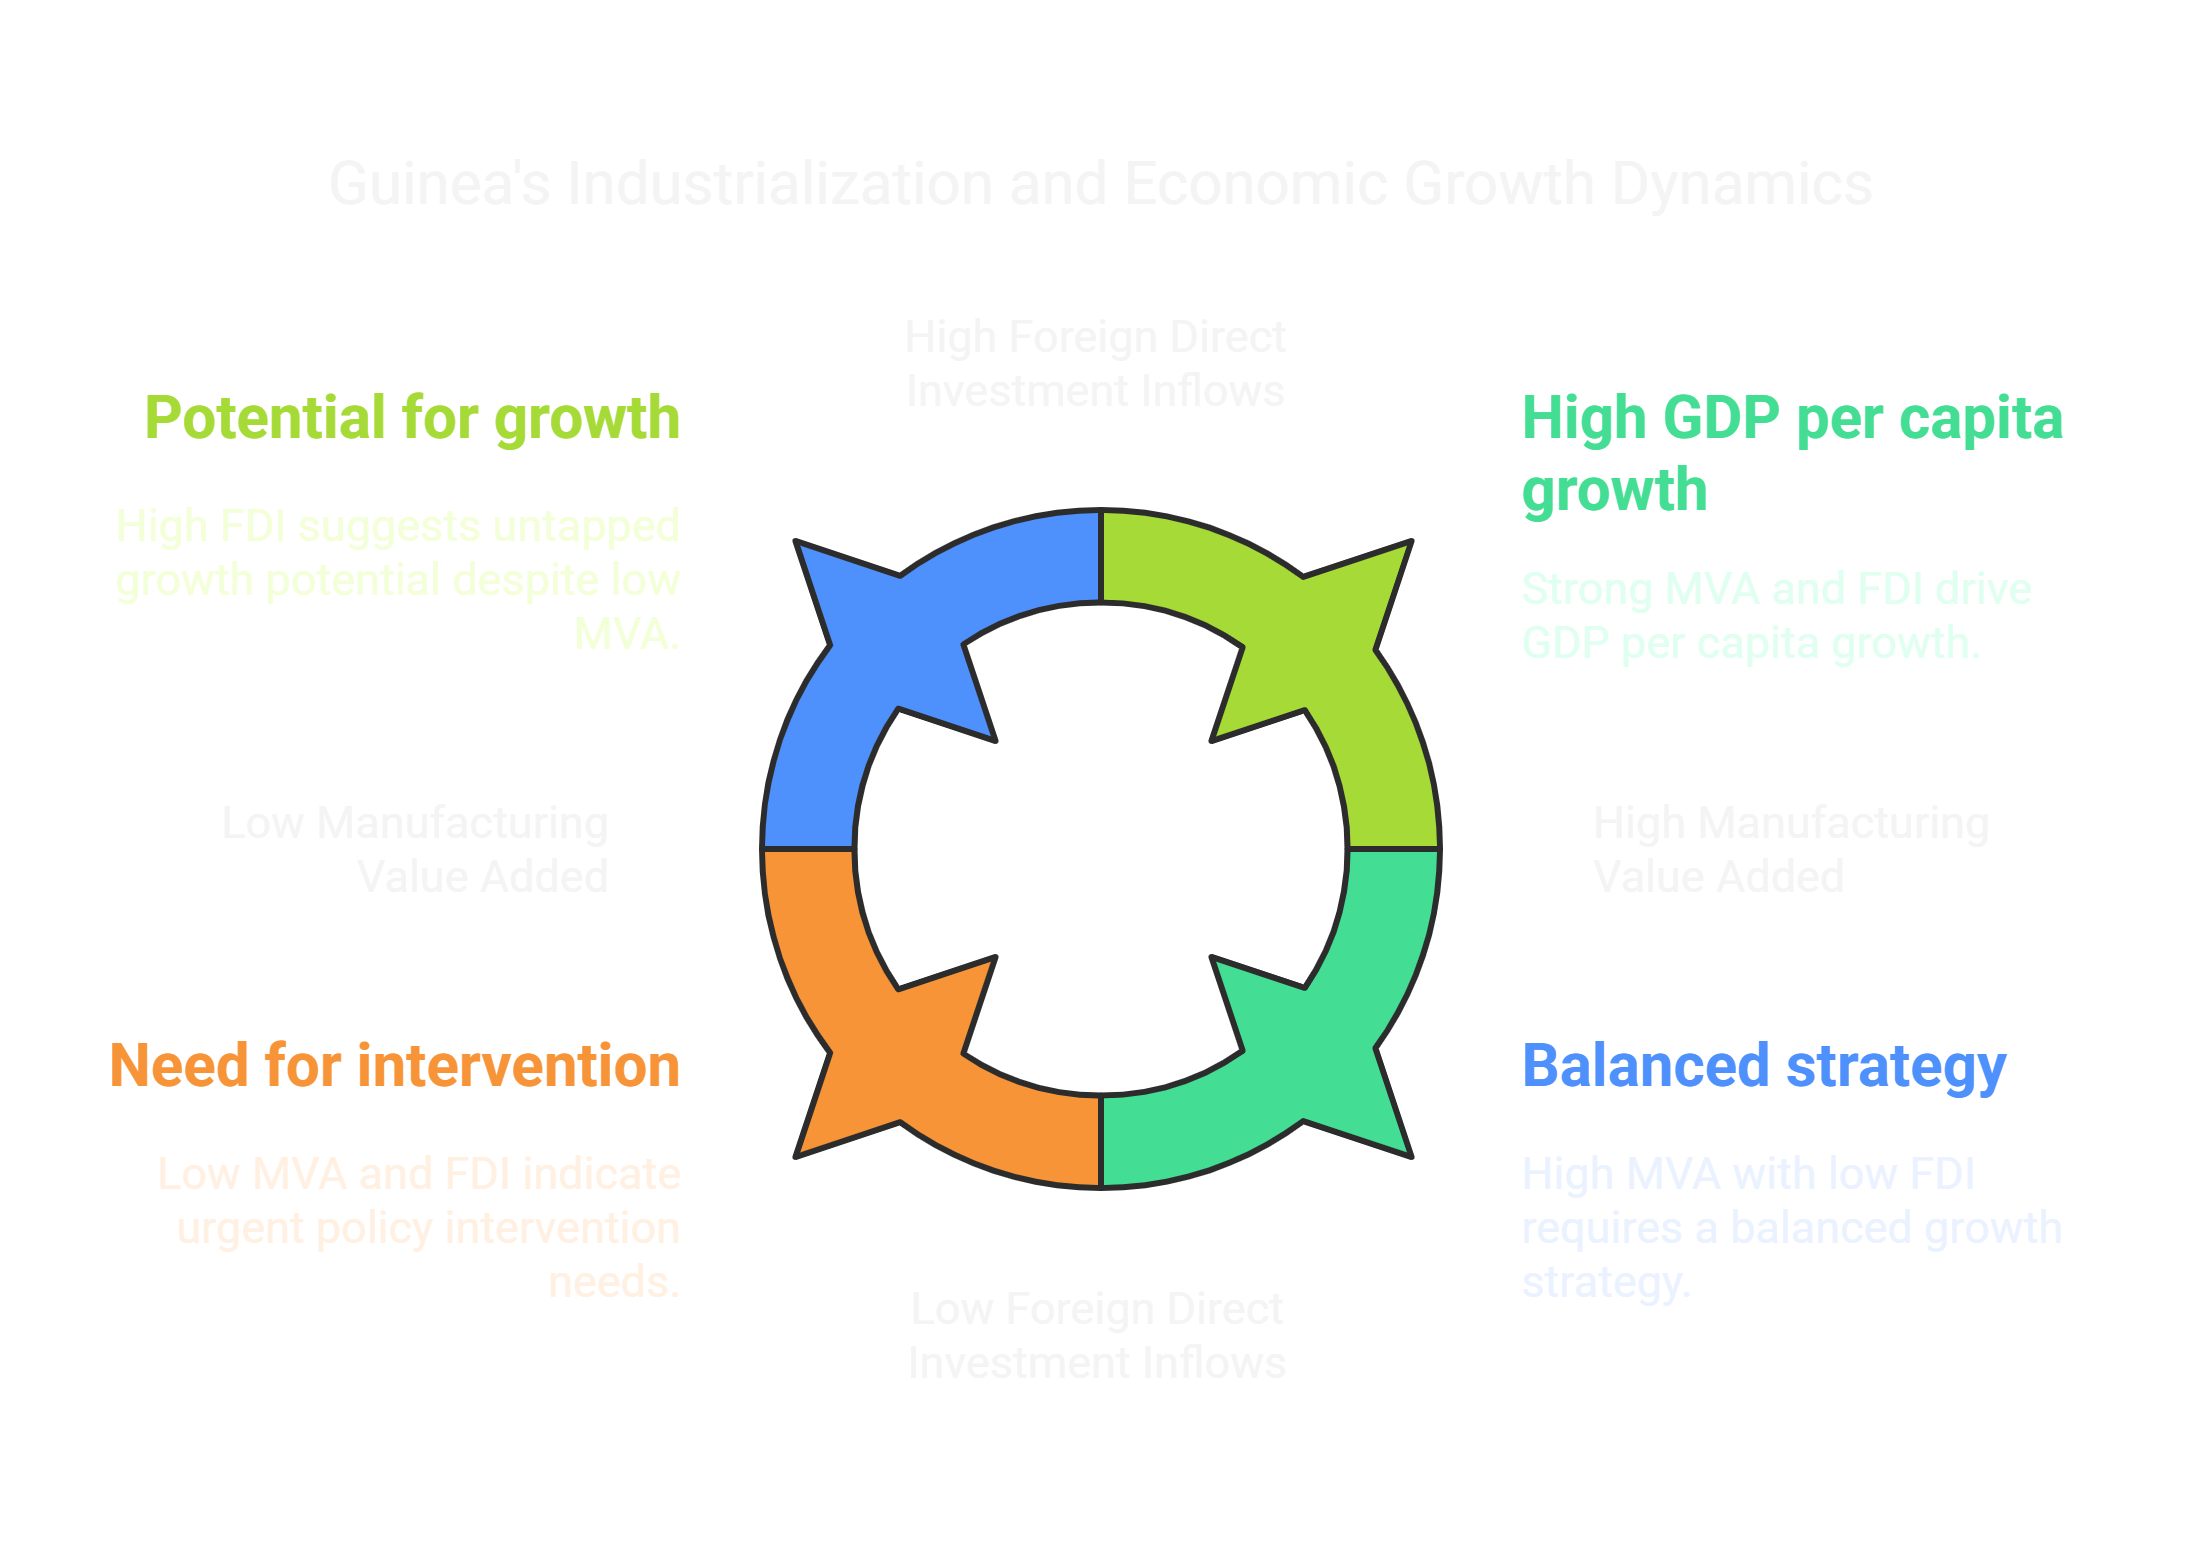 Guinea's Industrialization and Economic Growth Dynamics
High Foreign Direct
Investment Inflows
Potential for growth
High FDI suggests untapped
growth potential despite low
MVA.
High GDP per capita
growth
Strong MVA and FDI drive
GDP per capita growth.
Low Manufacturing
Value Added
High Manufacturing
Value Added
Need for intervention
Low MVA and FDI indicate
urgent policy intervention
needs.
Balanced strategy
High MVA with low FDI
requires a balanced growth
strategy.
Low Foreign Direct
Investment Inflows